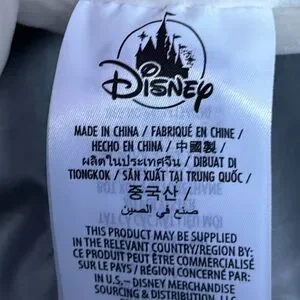 Disney
MADE IN CHINA / FABRIQUÉ EN CHINE /
HECHO EN CHINA / 中國製 /
ผลิตในประเทศจีน / DIBUAT DI
TIONGKOK / SẢN XUẤT TẠI TRUNG QUỐC /
중국산 /
صنع في الصين
THIS PRODUCT MAY BE SUPPLIED
IN THE RELEVANT COUNTRY/REGION BY:
CE PRODUIT PEUT ÊTRE COMMERCIALISÉ
SUR LE PAYS / RÉGION CONCERNÉ PAR:
IN U.S.– DISNEY MERCHANDISE
SOURCING & DISTRIBUTION,